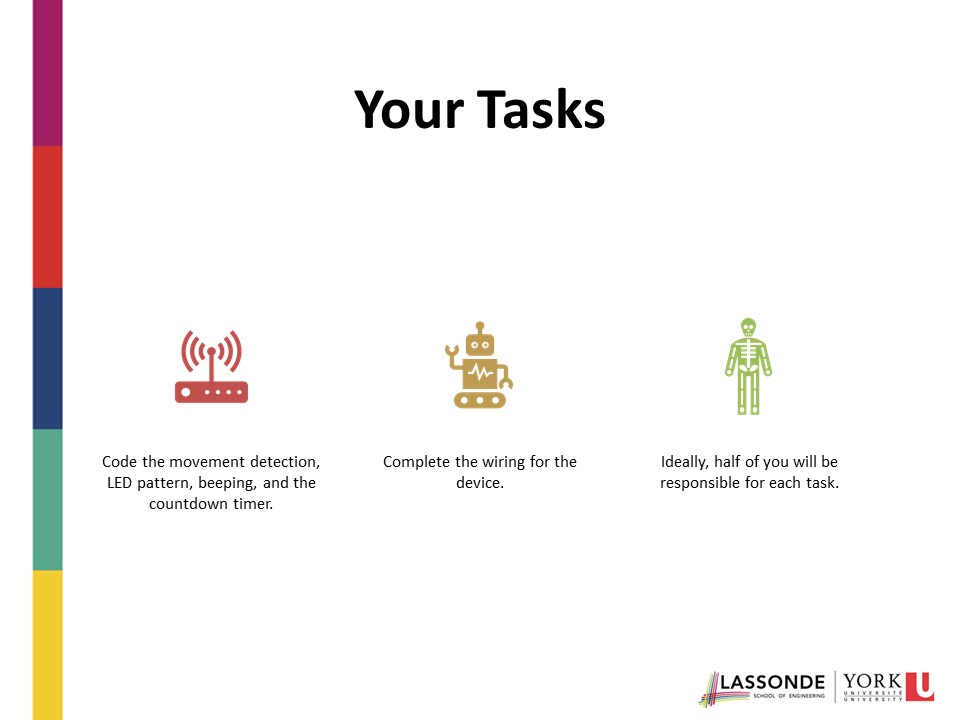 Your Tasks
Code the movement detection,
LED pattern, beeping, and the
countdown timer.
Complete the wiring for the
device.
Ideally, half of you will be
responsible for each task.
LASSONDE
SCHOOL OF ENGINEERING
YORK
UNIVERSITÉ
UNIVERSITY
U